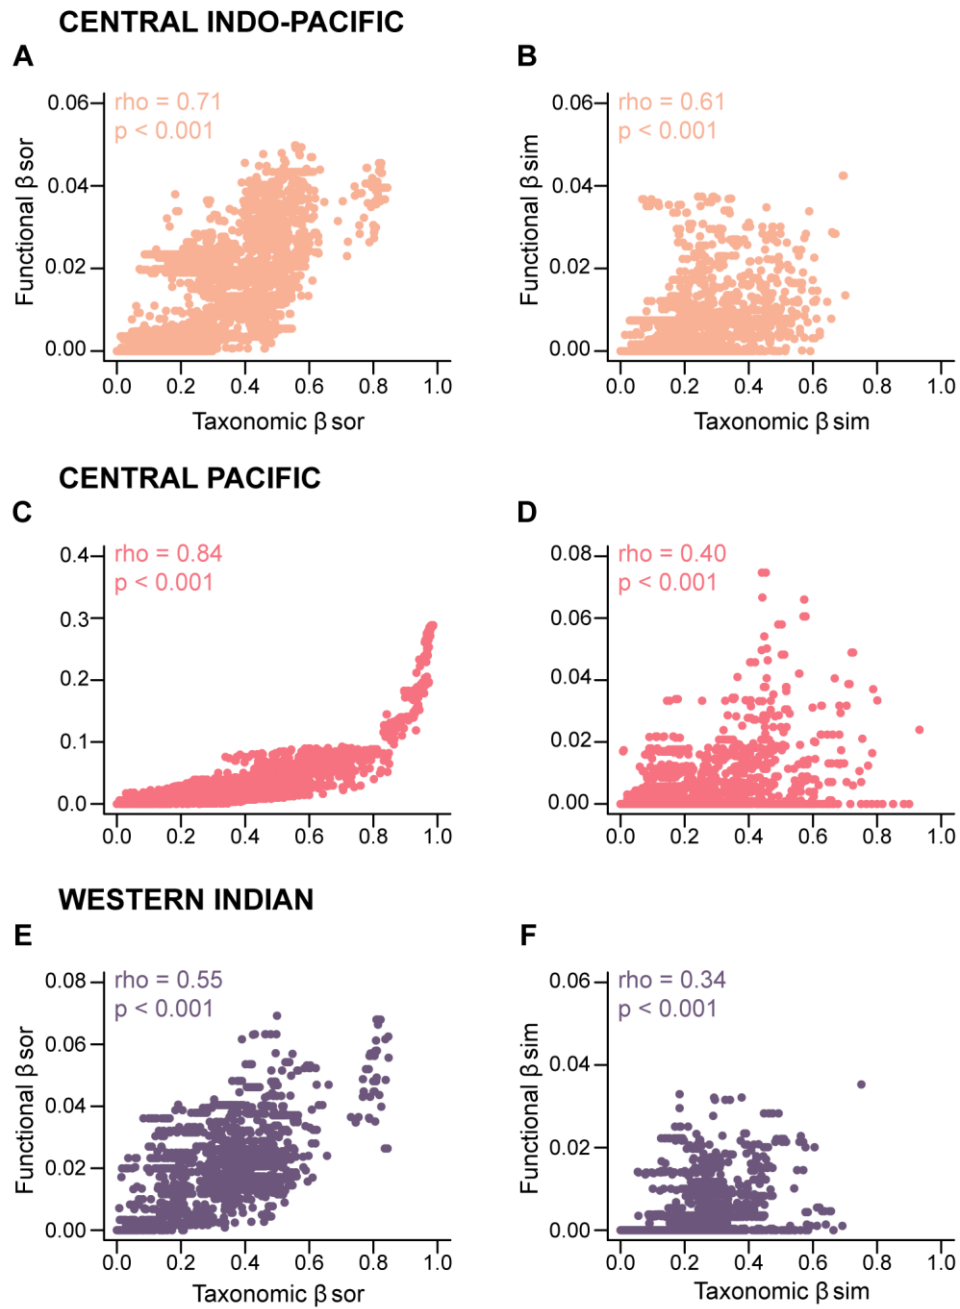 CENTRAL INDO-PACIFIC
A
B
rho = 0.71
p < 0.001
Functional β sor
0.06
0.04
0.02
0.00
0.0 0.2 0.4 0.6 0.8 1.0
Taxonomic β sor
rho = 0.61
p < 0.001
Functional β sim
0.06
0.04
0.02
0.00
0.0 0.2 0.4 0.6 0.8 1.0
Taxonomic β sim
CENTRAL PACIFIC
C
D
rho = 0.84
p < 0.001
0.4
0.3
0.2
0.1
0.0
0.0 0.2 0.4 0.6 0.8 1.0
rho = 0.40
p < 0.001
0.08
0.06
0.04
0.02
0.00
0.0 0.2 0.4 0.6 0.8 1.0
WESTERN INDIAN
E
F
rho = 0.55
p < 0.001
Functional β sor
0.08
0.06
0.04
0.02
0.00
0.0 0.2 0.4 0.6 0.8 1.0
Taxonomic β sor
rho = 0.34
p < 0.001
Functional β sim
0.06
0.04
0.02
0.00
0.0 0.2 0.4 0.6 0.8 1.0
Taxonomic β sim